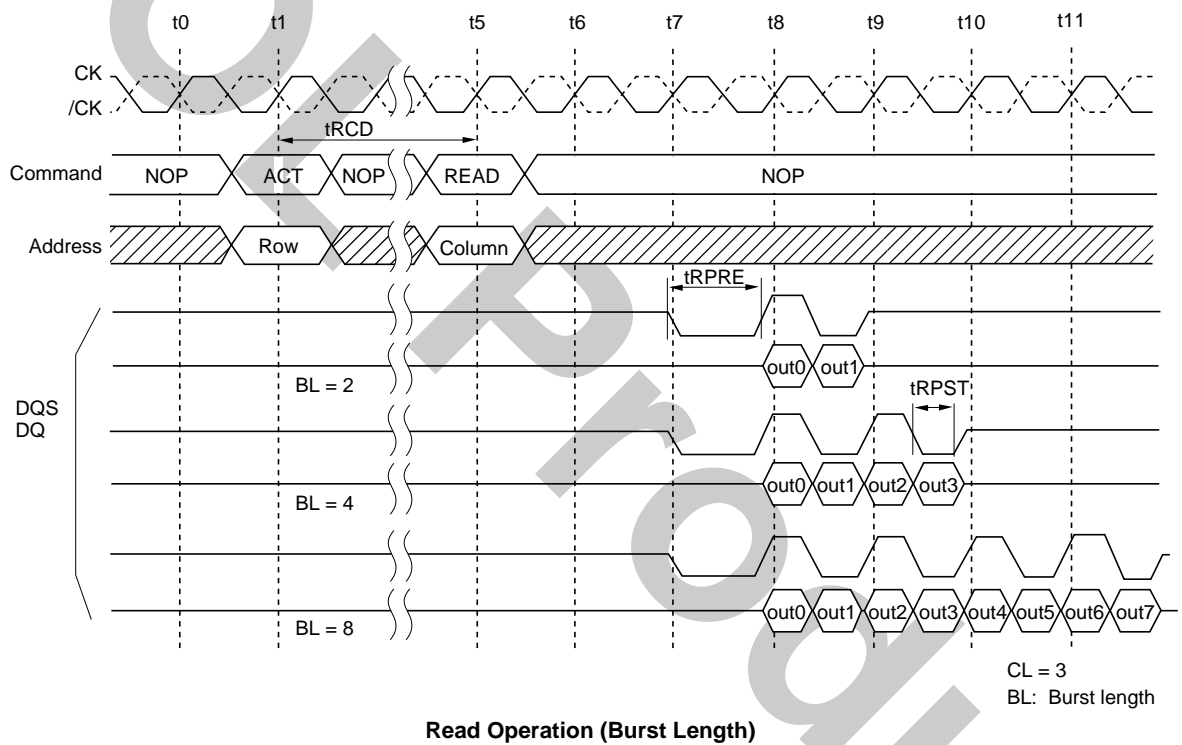 t0 t1 t5 t6 t7 t8 t9 t10 t11
CK
/CK
tRCD
Command NOP ACT NOP READ NOP
Address Row Column
tRPRE
out0 out1
BL = 2
tRPST
DQS
DQ
out0 out1 out2 out3
BL = 4
out0 out1 out2 out3 out4 out5 out6 out7
BL = 8
CL = 3
BL: Burst length
Read Operation (Burst Length)